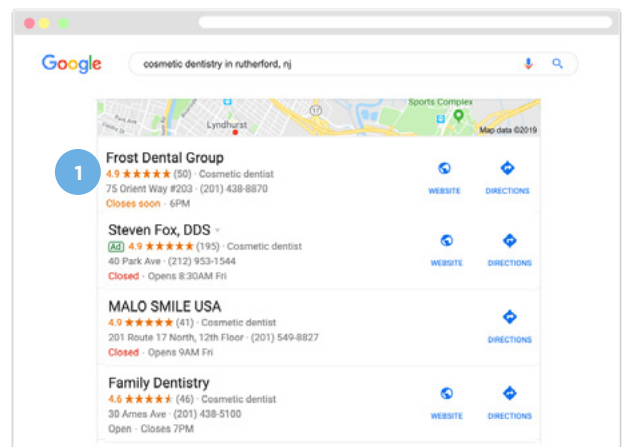 Google
cosmetic dentistry in rutherford, nj
Sports Complex
Park Ave
17
Lyndhurst
Map data ©2019
1
Frost Dental Group
4.9 ★★★★★ (50) · Cosmetic dentist
75 Orient Way #203 · (201) 438-8870
Closes soon · 6PM
WEBSITE
DIRECTIONS
Steven Fox, DDS
Ad 4.9 ★★★★★ (195) · Cosmetic dentist
40 Park Ave · (212) 953-1544
Closed · Opens 8:30AM Fri
WEBSITE
DIRECTIONS
MALO SMILE USA
4.9 ★★★★★ (41) · Cosmetic dentist
201 Route 17 North, 12th Floor · (201) 549-8827
Closed · Opens 9AM Fri
DIRECTIONS
Family Dentistry
4.6 ★★★★★ (46) · Cosmetic dentist
30 Ames Ave · (201) 438-5100
Open · Closes 7PM
WEBSITE
DIRECTIONS